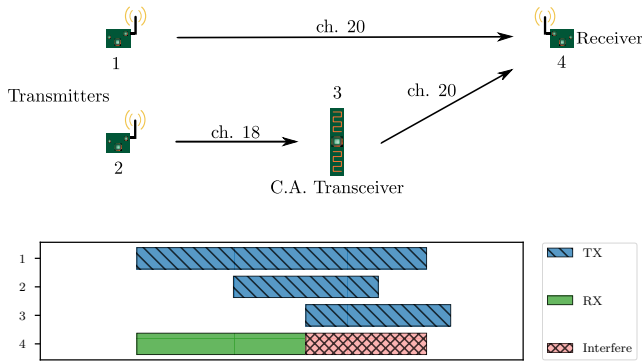 ch. 20
1
Receiver
4
Transmitters
ch. 20
3
ch. 18
2
C.A. Transceiver
1
2
3
4
TX
RX
Interfere